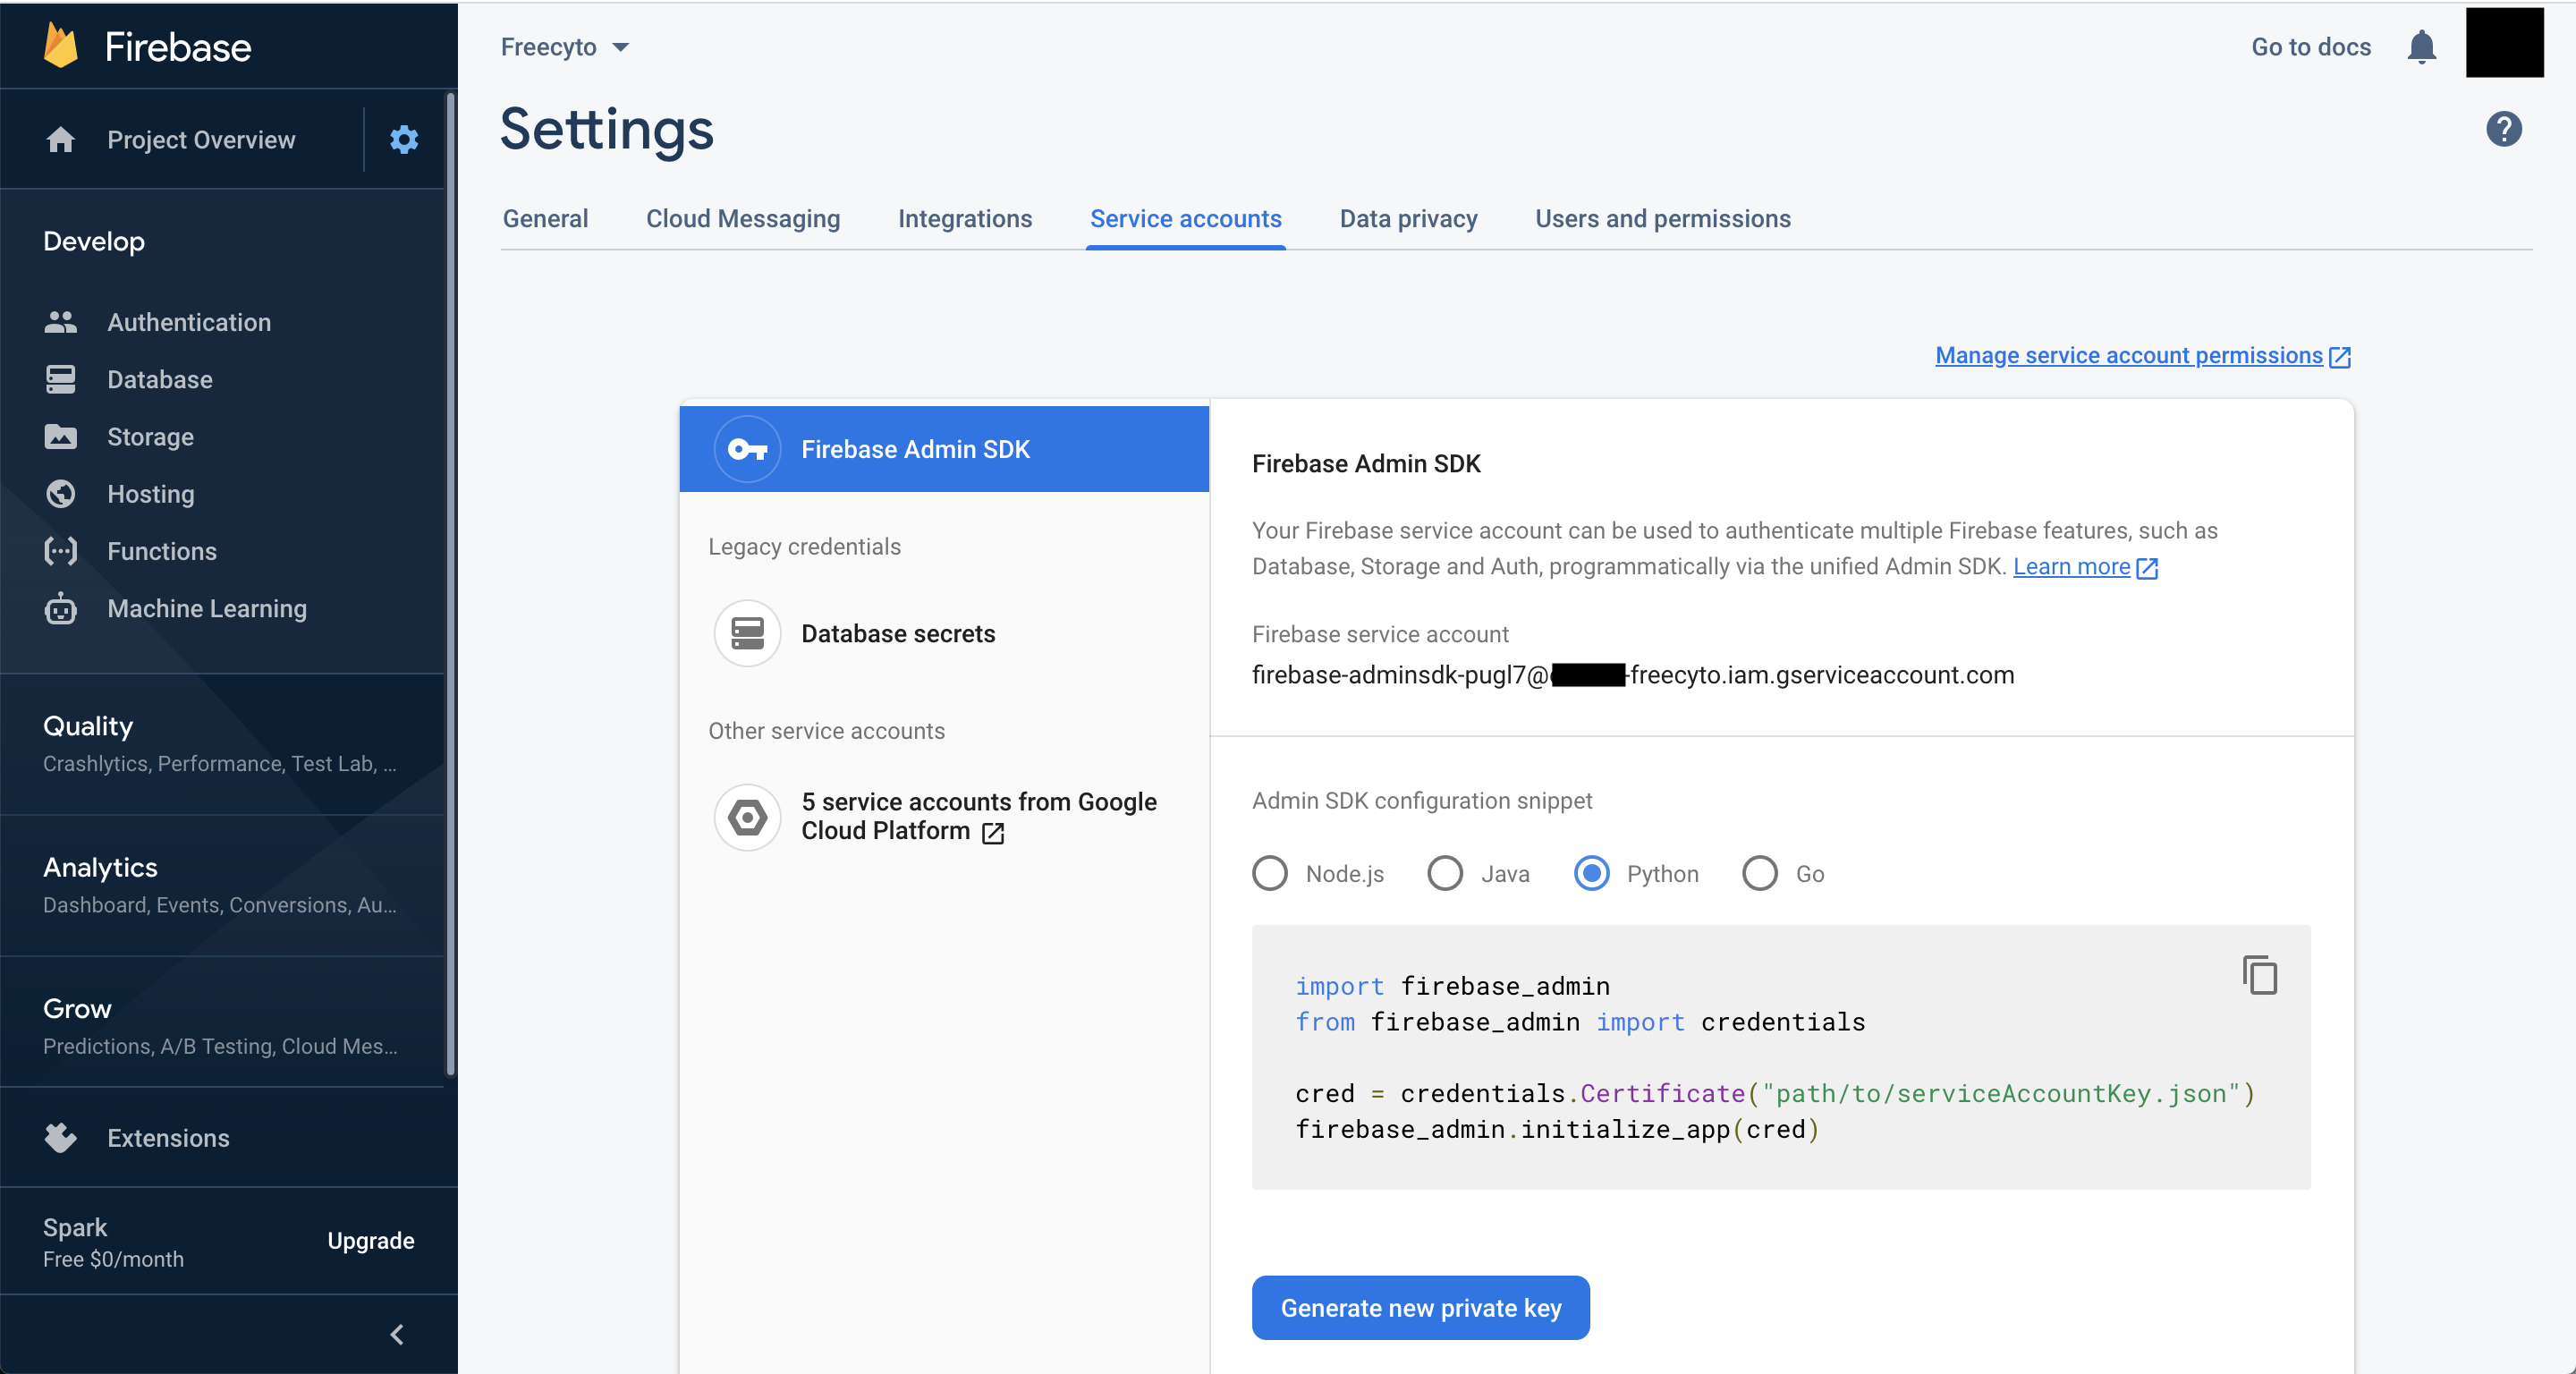 Firebase
Project Overview
Develop
Authentication
Database
Storage
Hosting
Functions
Machine Learning
Quality
Crashlytics, Performance, Test Lab, ...
Analytics
Dashboard, Events, Conversions, Au...
Grow
Predictions, A/B Testing, Cloud Mes...
Extensions
Spark
Free $0/month
Upgrade
Freecyto
Go to docs
Settings
General
Cloud Messaging
Integrations
Service accounts
Data privacy
Users and permissions
Manage service account permissions
Firebase Admin SDK
Legacy credentials
Database secrets
Other service accounts
5 service accounts from Google
Cloud Platform
Firebase Admin SDK
Your Firebase service account can be used to authenticate multiple Firebase features, such as
Database, Storage and Auth, programmatically via the unified Admin SDK. Learn more
Firebase service account
firebase-adminsdk-pugl7@ -freecyto.iam.gserviceaccount.com
Admin SDK configuration snippet
Node.js
Java
Python
Go
import firebase_admin
from firebase_admin import credentials
cred = credentials.Certificate("path/to/serviceAccountKey.json")
firebase_admin.initialize_app(cred)
Generate new private key